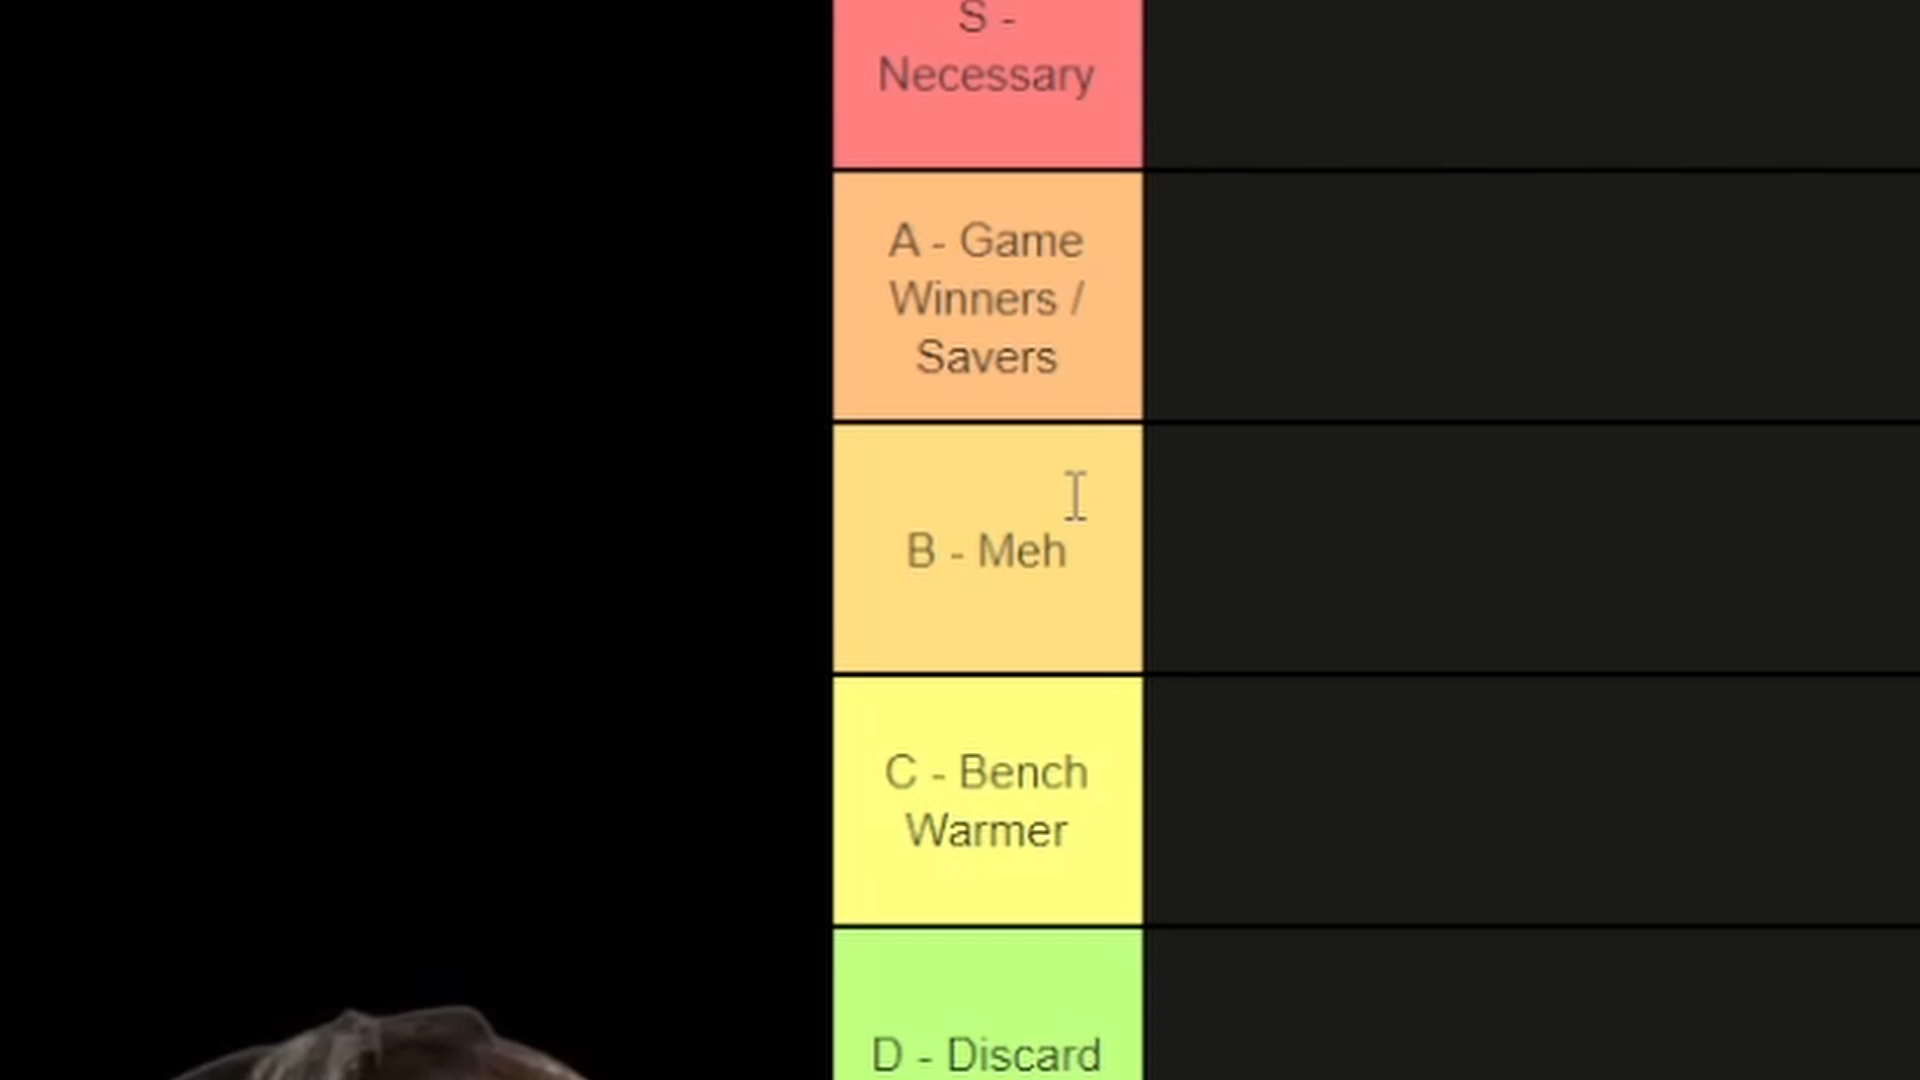 S -
Necessary
A - Game
Winners /
Savers
B - Meh
C - Bench
Warmer
D - Discard